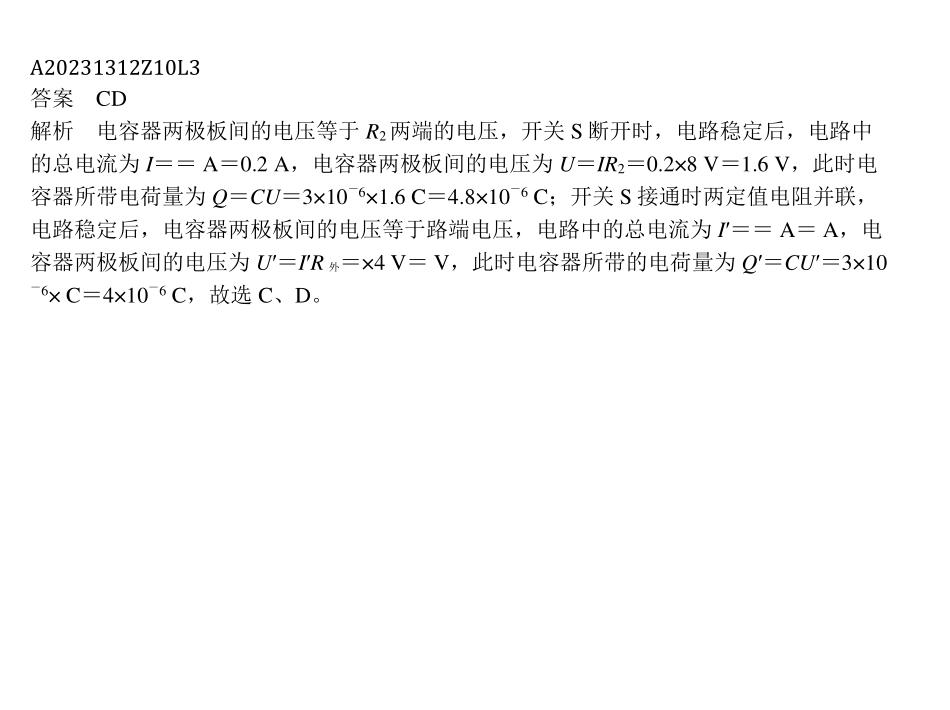 A20231312Z10L3
答案　CD
解析　电容器两极板间的电压等于 R₂ 两端的电压，开关 S 断开时，电路稳定后，电路中
的总电流为 I＝＝ A＝0.2 A，电容器两极板间的电压为 U＝IR₂＝0.2×8 V＝1.6 V，此时电
容器所带电荷量为 Q＝CU＝3×10⁻⁶×1.6 C＝4.8×10⁻⁶ C；开关 S 接通时两定值电阻并联，
电路稳定后，电容器两极板间的电压等于路端电压，电路中的总电流为 I′＝＝ A＝ A，电
容器两极板间的电压为 U′＝I′R 外＝×4 V＝ V，此时电容器所带的电荷量为 Q′＝CU′＝3×10
⁻⁶× C＝4×10⁻⁶ C，故选 C、D。